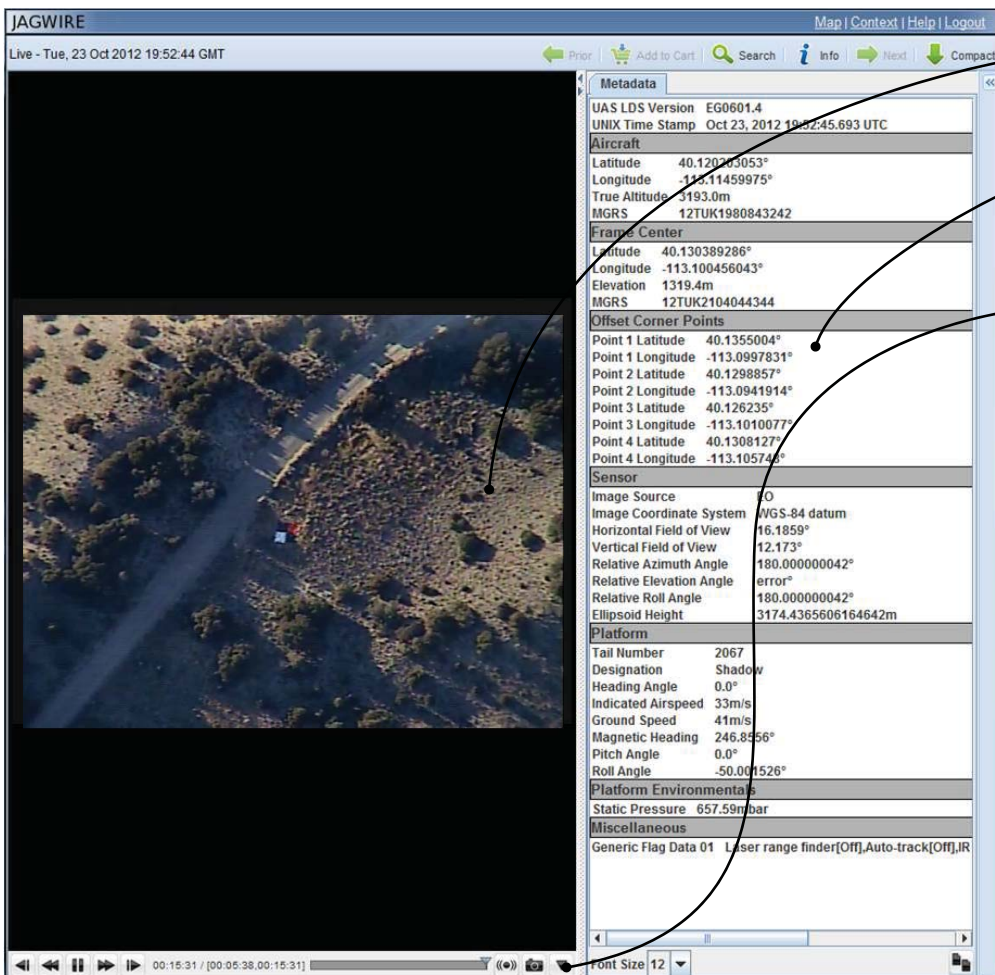 JAGWIRE
Map | Context | Help | Logout
Live - Tue, 23 Oct 2012 19:52:44 GMT
Prior Add to Cart Search Info Next Compact
Metadata
UAS LDS Version EG0601.4
UNIX Time Stamp Oct 23, 2012 19:52:45.693 UTC
Aircraft
Latitude 40.120203053°
Longitude -113.11459975°
True Altitude 3193.0m
MGRS 12TUK1980843242
Frame Center
Latitude 40.130389286°
Longitude -113.100456043°
Elevation 1319.4m
MGRS 12TUK2104044344
Offset Corner Points
Point 1 Latitude 40.1355004°
Point 1 Longitude -113.0997831°
Point 2 Latitude 40.1298857°
Point 2 Longitude -113.0941914°
Point 3 Latitude 40.126235°
Point 3 Longitude -113.1010077°
Point 4 Latitude 40.1308127°
Point 4 Longitude -113.105748°
Sensor
Image Source EO
Image Coordinate System WGS-84 datum
Horizontal Field of View 16.1859°
Vertical Field of View 12.173°
Relative Azimuth Angle 180.000000042°
Relative Elevation Angle error°
Relative Roll Angle 180.000000042°
Ellipsoid Height 3174.4365606164642m
Platform
Tail Number 2067
Designation Shadow
Heading Angle 0.0°
Indicated Airspeed 33m/s
Ground Speed 41m/s
Magnetic Heading 246.8556°
Pitch Angle 0.0°
Roll Angle -50.001526°
Platform Environmentals
Static Pressure 657.59mbar
Miscellaneous
Generic Flag Data 01 Laser range finder[Off],Auto-track[Off],IR
00:15:31 / [00:05:38,00:15:31]
Font Size 12